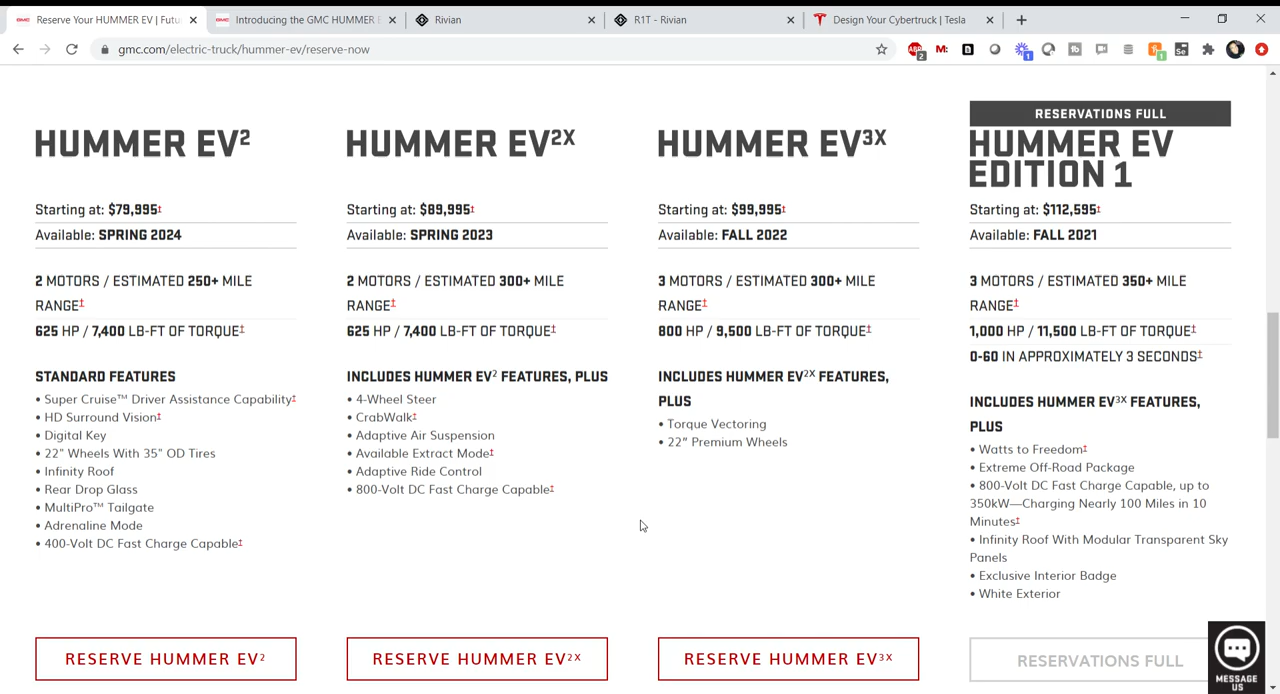 Reserve Your HUMMER EV | Futu
Introducing the GMC HUMMER E
Rivian
R1T - Rivian
Design Your Cybertruck | Tesla
gmc.com/electric-truck/hummer-ev/reserve-now
HUMMER EV²
Starting at: $79,995‡
Available: SPRING 2024
2 MOTORS / ESTIMATED 250+ MILE
RANGE‡
625 HP / 7,400 LB-FT OF TORQUE‡
STANDARD FEATURES
• Super Cruise™ Driver Assistance Capability‡
• HD Surround Vision‡
• Digital Key
• 22" Wheels With 35" OD Tires
• Infinity Roof
• Rear Drop Glass
• MultiPro™ Tailgate
• Adrenaline Mode
• 400-Volt DC Fast Charge Capable‡
RESERVE HUMMER EV²
HUMMER EV²ˣ
Starting at: $89,995‡
Available: SPRING 2023
2 MOTORS / ESTIMATED 300+ MILE
RANGE‡
625 HP / 7,400 LB-FT OF TORQUE‡
INCLUDES HUMMER EV² FEATURES, PLUS
• 4-Wheel Steer
• CrabWalk‡
• Adaptive Air Suspension
• Available Extract Mode‡
• Adaptive Ride Control
• 800-Volt DC Fast Charge Capable‡
RESERVE HUMMER EV²ˣ
HUMMER EV³ˣ
Starting at: $99,995‡
Available: FALL 2022
3 MOTORS / ESTIMATED 300+ MILE
RANGE‡
800 HP / 9,500 LB-FT OF TORQUE‡
INCLUDES HUMMER EV²ˣ FEATURES,
PLUS
• Torque Vectoring
• 22" Premium Wheels
RESERVE HUMMER EV³ˣ
RESERVATIONS FULL
HUMMER EV
EDITION 1
Starting at: $112,595‡
Available: FALL 2021
3 MOTORS / ESTIMATED 350+ MILE
RANGE‡
1,000 HP / 11,500 LB-FT OF TORQUE‡
0-60 IN APPROXIMATELY 3 SECONDS‡
INCLUDES HUMMER EV³ˣ FEATURES,
PLUS
• Watts to Freedom‡
• Extreme Off-Road Package
• 800-Volt DC Fast Charge Capable, up to
350kW—Charging Nearly 100 Miles in 10
Minutes‡
• Infinity Roof With Modular Transparent Sky
Panels
• Exclusive Interior Badge
• White Exterior
RESERVATIONS FULL
MESSAGE
US